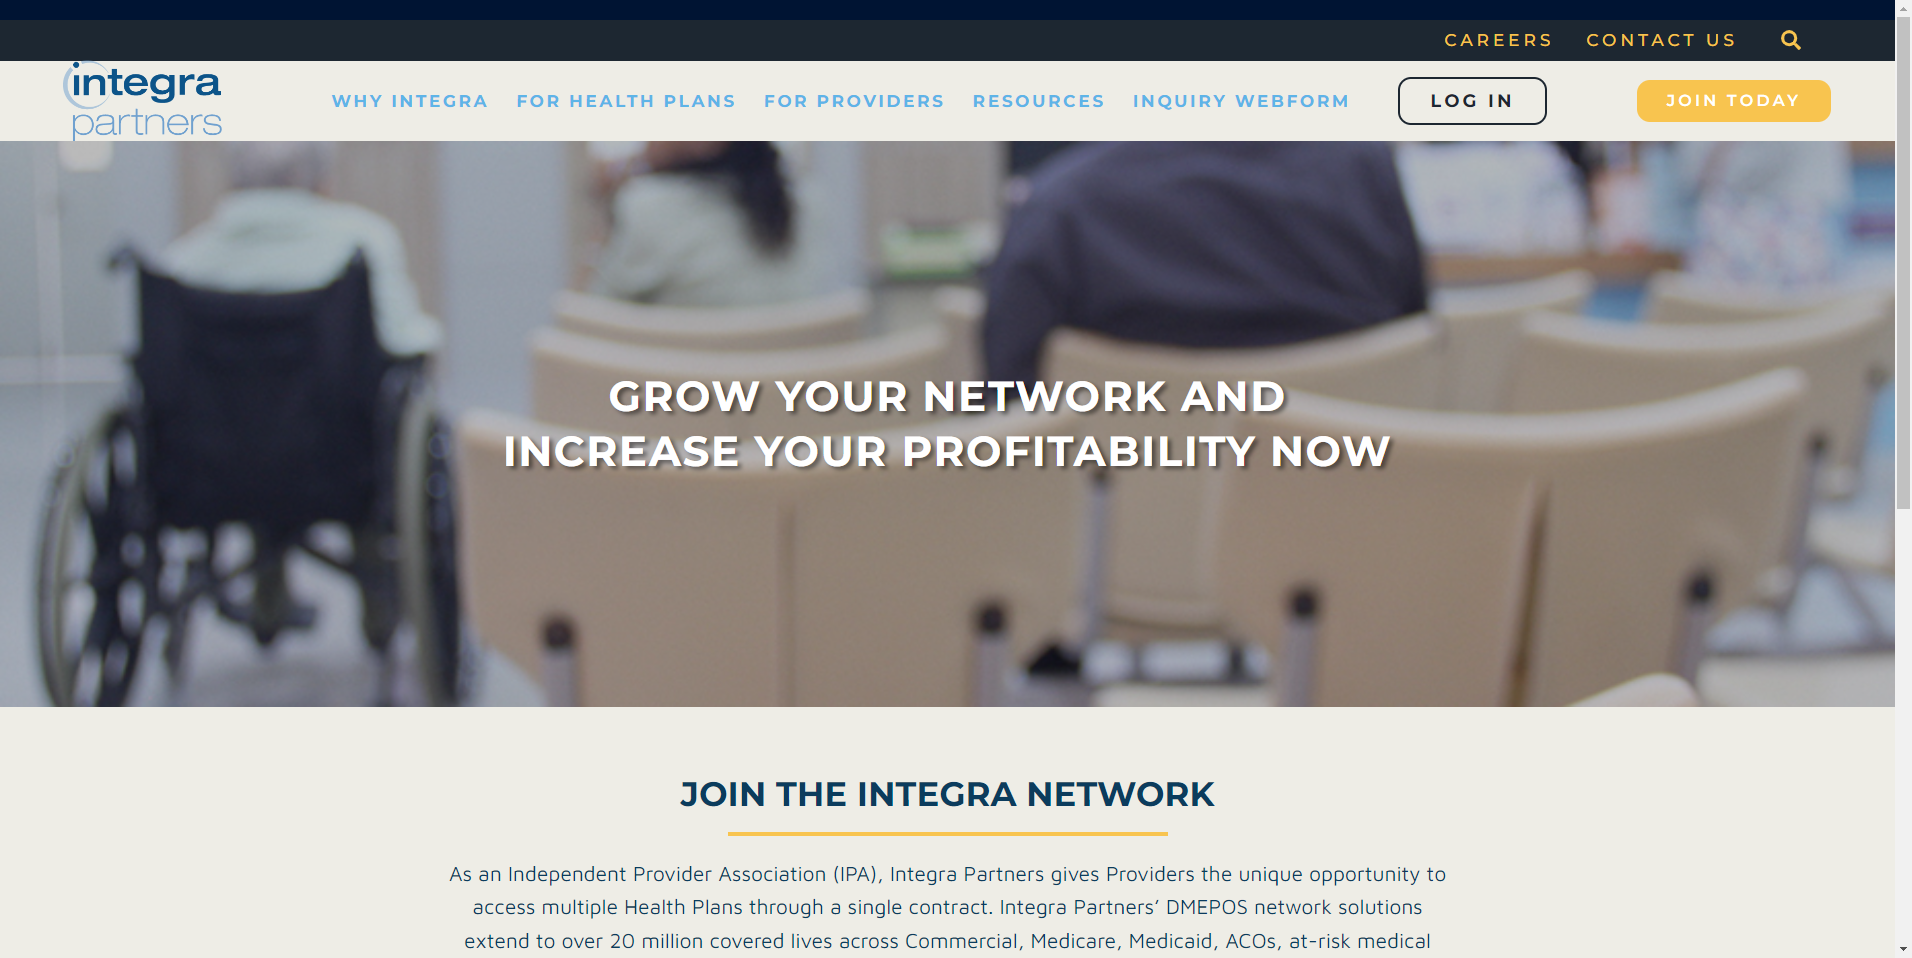 CAREERS CONTACT US
integra
partners
WHY INTEGRA FOR HEALTH PLANS FOR PROVIDERS RESOURCES INQUIRY WEBFORM LOG IN JOIN TODAY
GROW YOUR NETWORK AND
INCREASE YOUR PROFITABILITY NOW
JOIN THE INTEGRA NETWORK
As an Independent Provider Association (IPA), Integra Partners gives Providers the unique opportunity to
access multiple Health Plans through a single contract. Integra Partners’ DMEPOS network solutions
extend to over 20 million covered lives across Commercial, Medicare, Medicaid, ACOs, at-risk medical